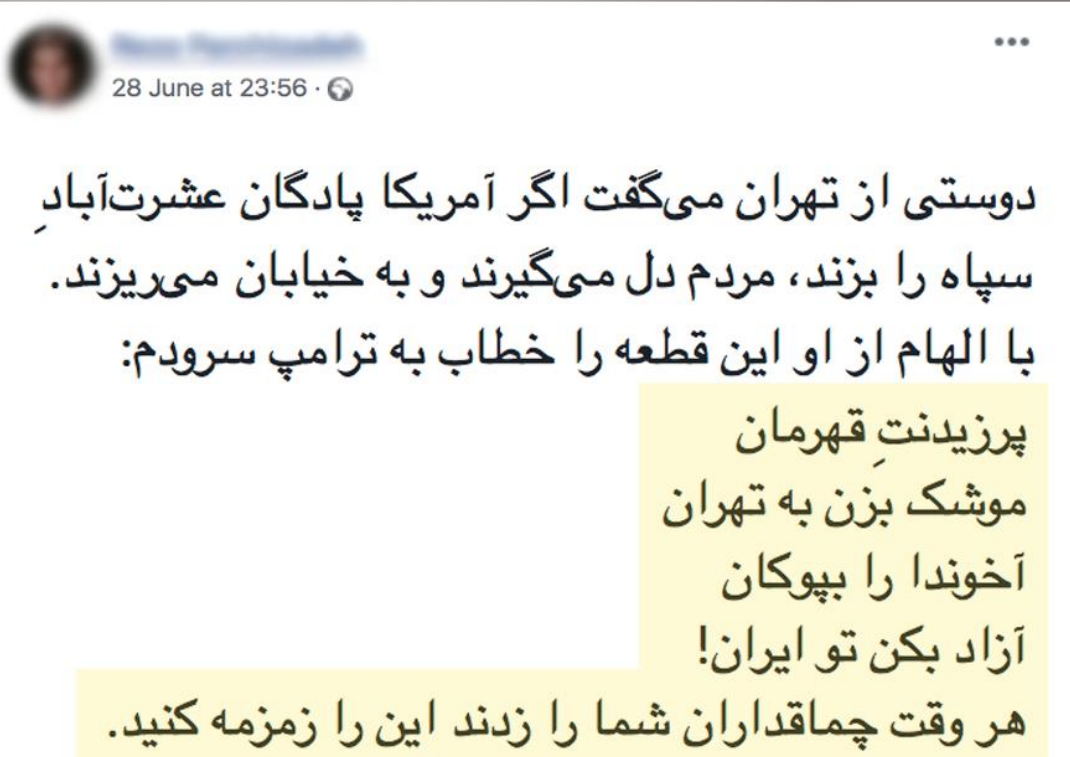 28 June at 23:56 ·
دوستی از تهران می‌گفت اگر آمریکا پادگان عشرت‌آبادِ
سپاه را بزند، مردم دل می‌گیرند و به خیابان می‌ریزند.
با الهام از او این قطعه را خطاب به ترامپ سرودم:
پرزیدنتِ قهرمان
موشک بزن به تهران
آخوندا را بپوکان
آزاد بکن تو ایران!
هر وقت چماقداران شما را زدند این را زمزمه کنید.